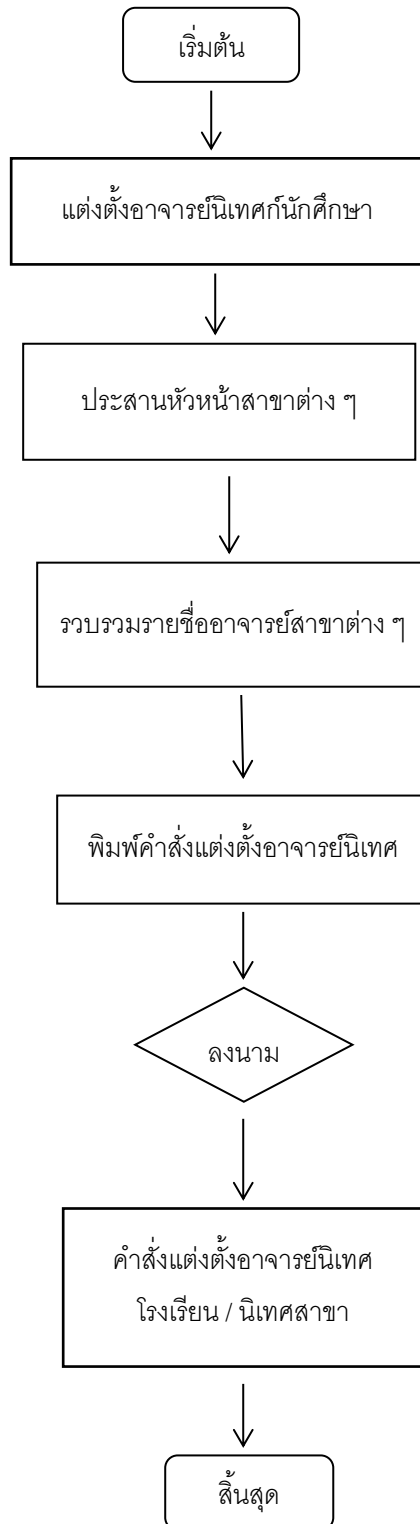 เริ่มต้น
แต่งตั้งอาจารย์นิเทศก์นักศึกษา
ประสานหัวหน้าสาขาต่าง ๆ
รวบรวมรายชื่ออาจารย์สาขาต่าง ๆ
พิมพ์คำสั่งแต่งตั้งอาจารย์นิเทศ
ลงนาม
คำสั่งแต่งตั้งอาจารย์นิเทศ
โรงเรียน / นิเทศสาขา
สิ้นสุด